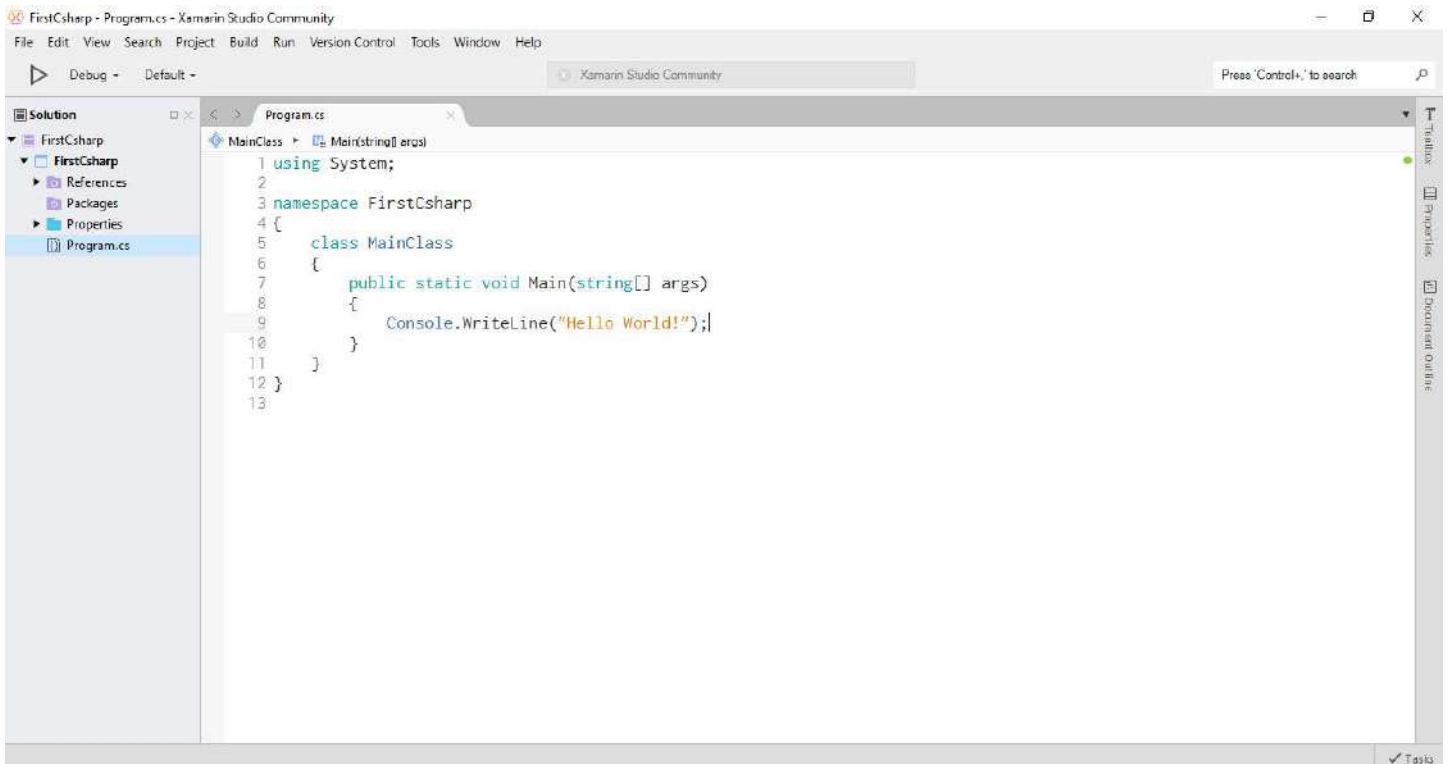 FirstCsharp - Program.cs - Xamarin Studio Community
File Edit View Search Project Build Run Version Control Tools Window Help
Debug Default
Xamarin Studio Community
Press 'Control+,' to search
Solution
FirstCsharp
FirstCsharp
References
Packages
Properties
Program.cs
Program.cs
MainClass Main(string[] args)
1 using System;
2
3 namespace FirstCsharp
4 {
5 class MainClass
6 {
7 public static void Main(string[] args)
8 {
9 Console.WriteLine("Hello World!");
10 }
11 }
12 }
13
Toolbox
Properties
Document Outline
Tasks